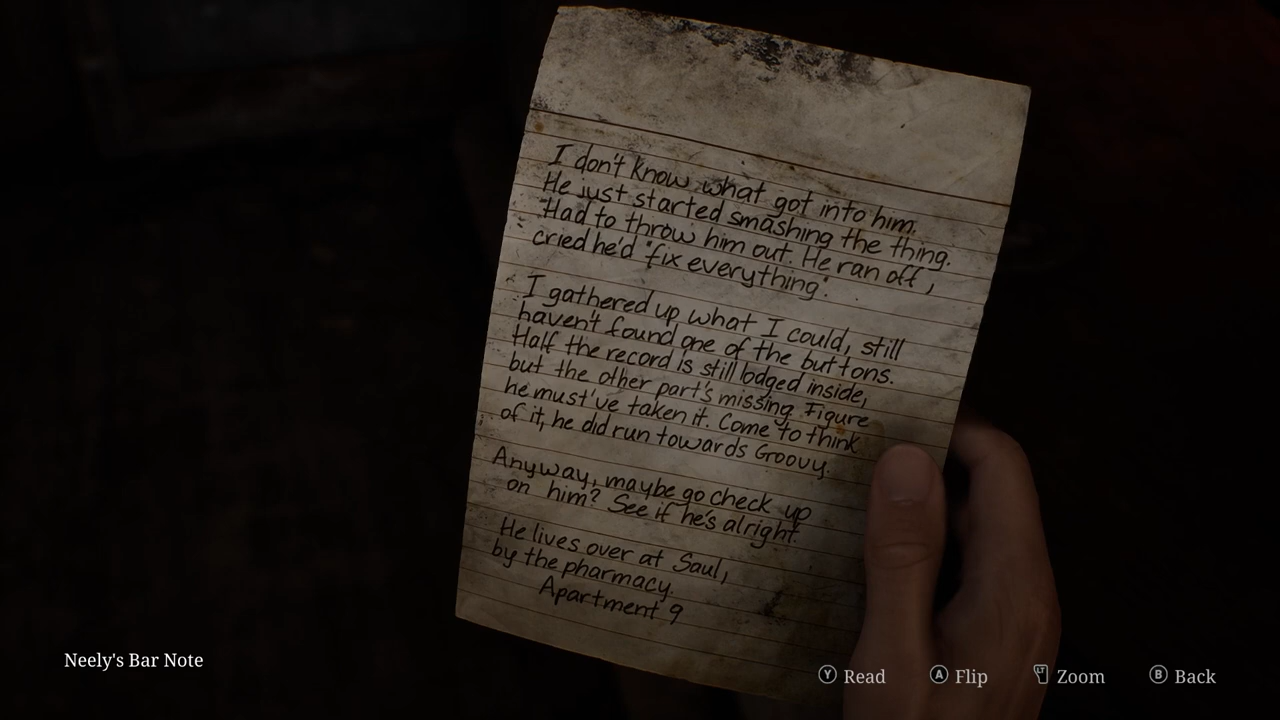 I don't know what got into him.
He just started smashing the thing.
Had to throw him out. He ran off,
cried he'd "fix everything".
I gathered up what I could, still
haven't found one of the buttons.
Half the record is still lodged inside,
but the other part's missing. Figure
he must've taken it. Come to think
of it, he did run towards Groovy.
Anyway, maybe go check up
on him? See if he's alright.
He lives over at Saul,
by the pharmacy.
Apartment 9
Neely's Bar Note
Y Read
A Flip
LT Zoom
B Back